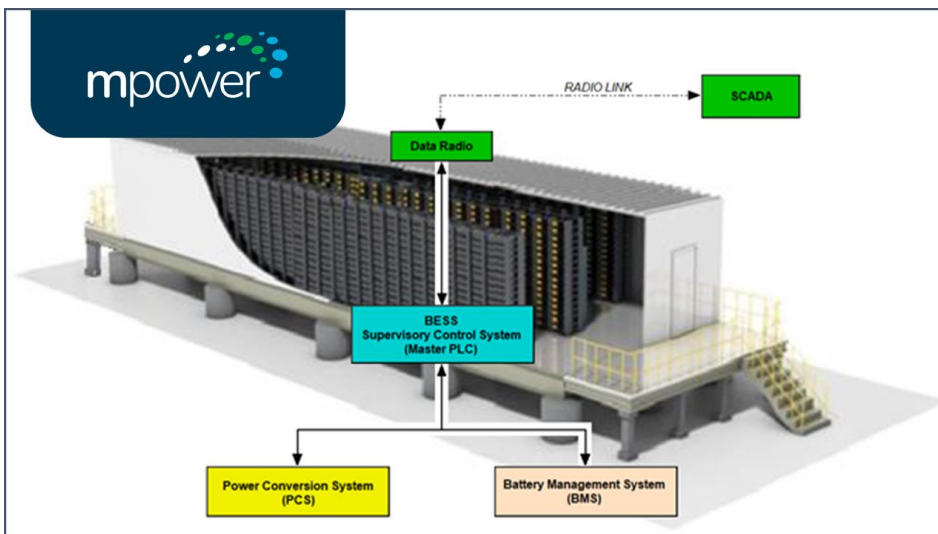 mpower
RADIO LINK
SCADA
Data Radio
BESS
Supervisory Control System
(Master PLC)
Power Conversion System
(PCS)
Battery Management System
(BMS)